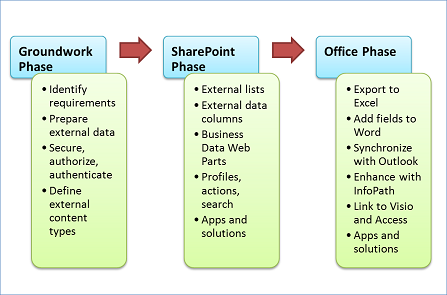 Groundwork
Phase
• Identify
requirements
• Prepare
external data
• Secure,
authorize,
authenticate
• Define
external
content
types
SharePoint
Phase
• External lists
• External data
columns
• Business
Data Web
Parts
• Profiles,
actions,
search
• Apps and
solutions
Office Phase
• Export to
Excel
• Add fields to
Word
• Synchronize
with Outlook
• Enhance with
InfoPath
• Link to Visio
and Access
• Apps and
solutions